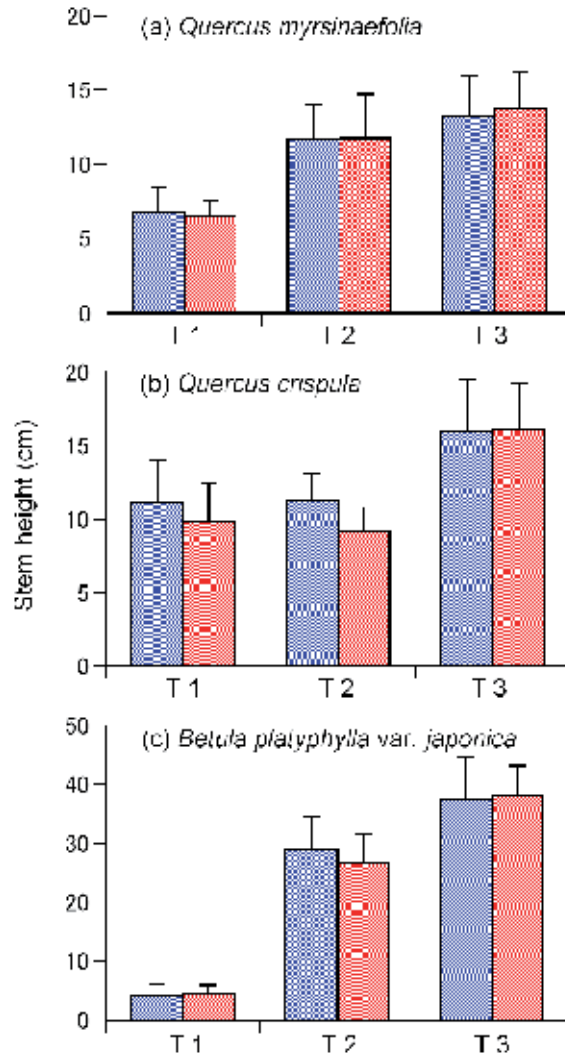 20
(a) Quercus myrsinaefolia
15
10
5
0
T 1 T 2 T 3
20
(b) Quercus crispula
15
10
5
0
T 1 T 2 T 3
Stem height (cm)
50
(c) Betula platyphylla var. japonica
40
30
20
10
0
T 1 T 2 T 3